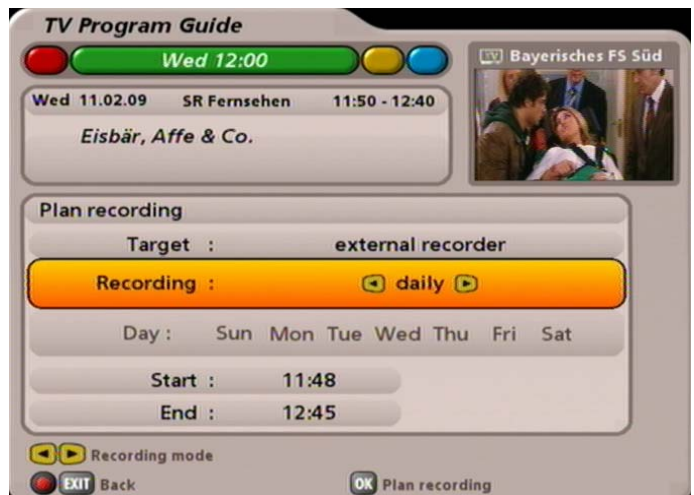 TV Program Guide
Wed 12:00
TV Bayerisches FS Süd
Wed 11.02.09 SR Fernsehen 11:50 - 12:40
Eisbär, Affe & Co.
Plan recording
Target : external recorder
Recording : daily
Day : Sun Mon Tue Wed Thu Fri Sat
Start : 11:48
End : 12:45
Recording mode
EXIT Back OK Plan recording